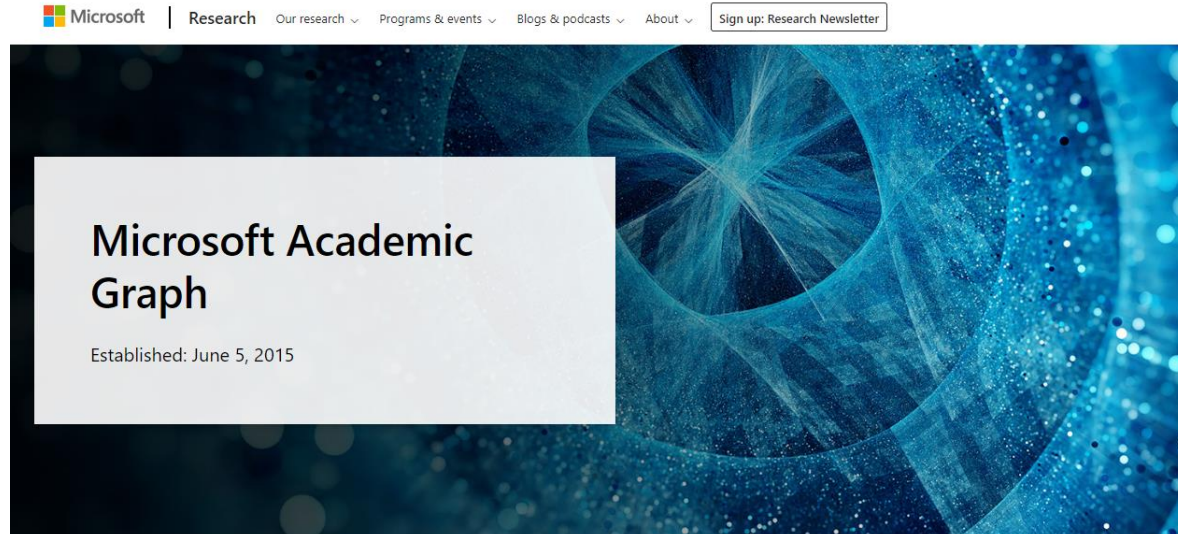 Microsoft Research Our research Programs & events Blogs & podcasts About Sign up: Research Newsletter
Microsoft Academic
Graph
Established: June 5, 2015